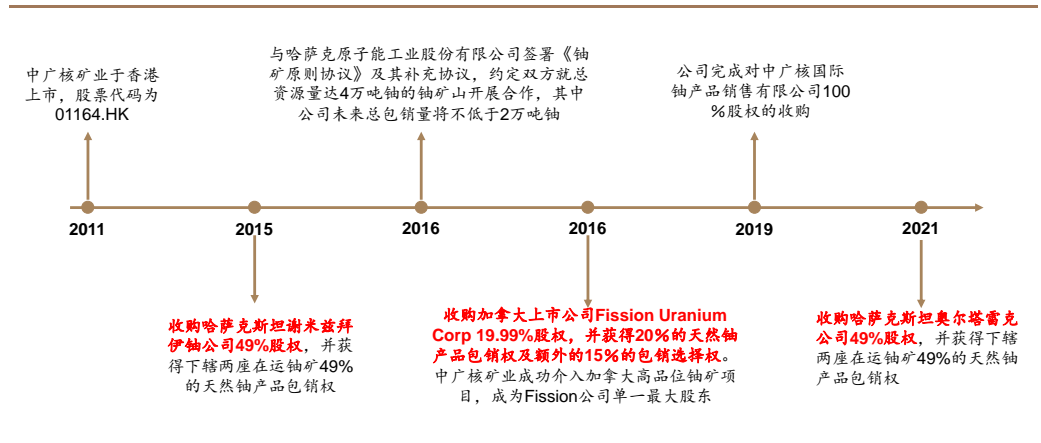 中广核矿业于香港
上市，股票代码为
01164.HK
与哈萨克原子能工业股份有限公司签署《铀
矿原则协议》及其补充协议，约定双方就总
资源量达4万吨铀的铀矿山开展合作，其中
公司未来总包销量将不低于2万吨铀
公司完成对中广核国际
铀产品销售有限公司100
%股权的收购
2011
2015
2016
2016
2019
2021
收购哈萨克斯坦谢米兹拜
伊铀公司49%股权，并获
得下辖两座在运铀矿49%
的天然铀产品包销权
收购加拿大上市公司Fission Uranium
Corp 19.99%股权，并获得20%的天然铀
产品包销权及额外的15%的包销选择权。
中广核矿业成功介入加拿大高品位铀矿项
目，成为Fission公司单一最大股东
收购哈萨克斯坦奥尔塔雷克
公司49%股权，并获得下辖
两座在运铀矿49%的天然铀
产品包销权